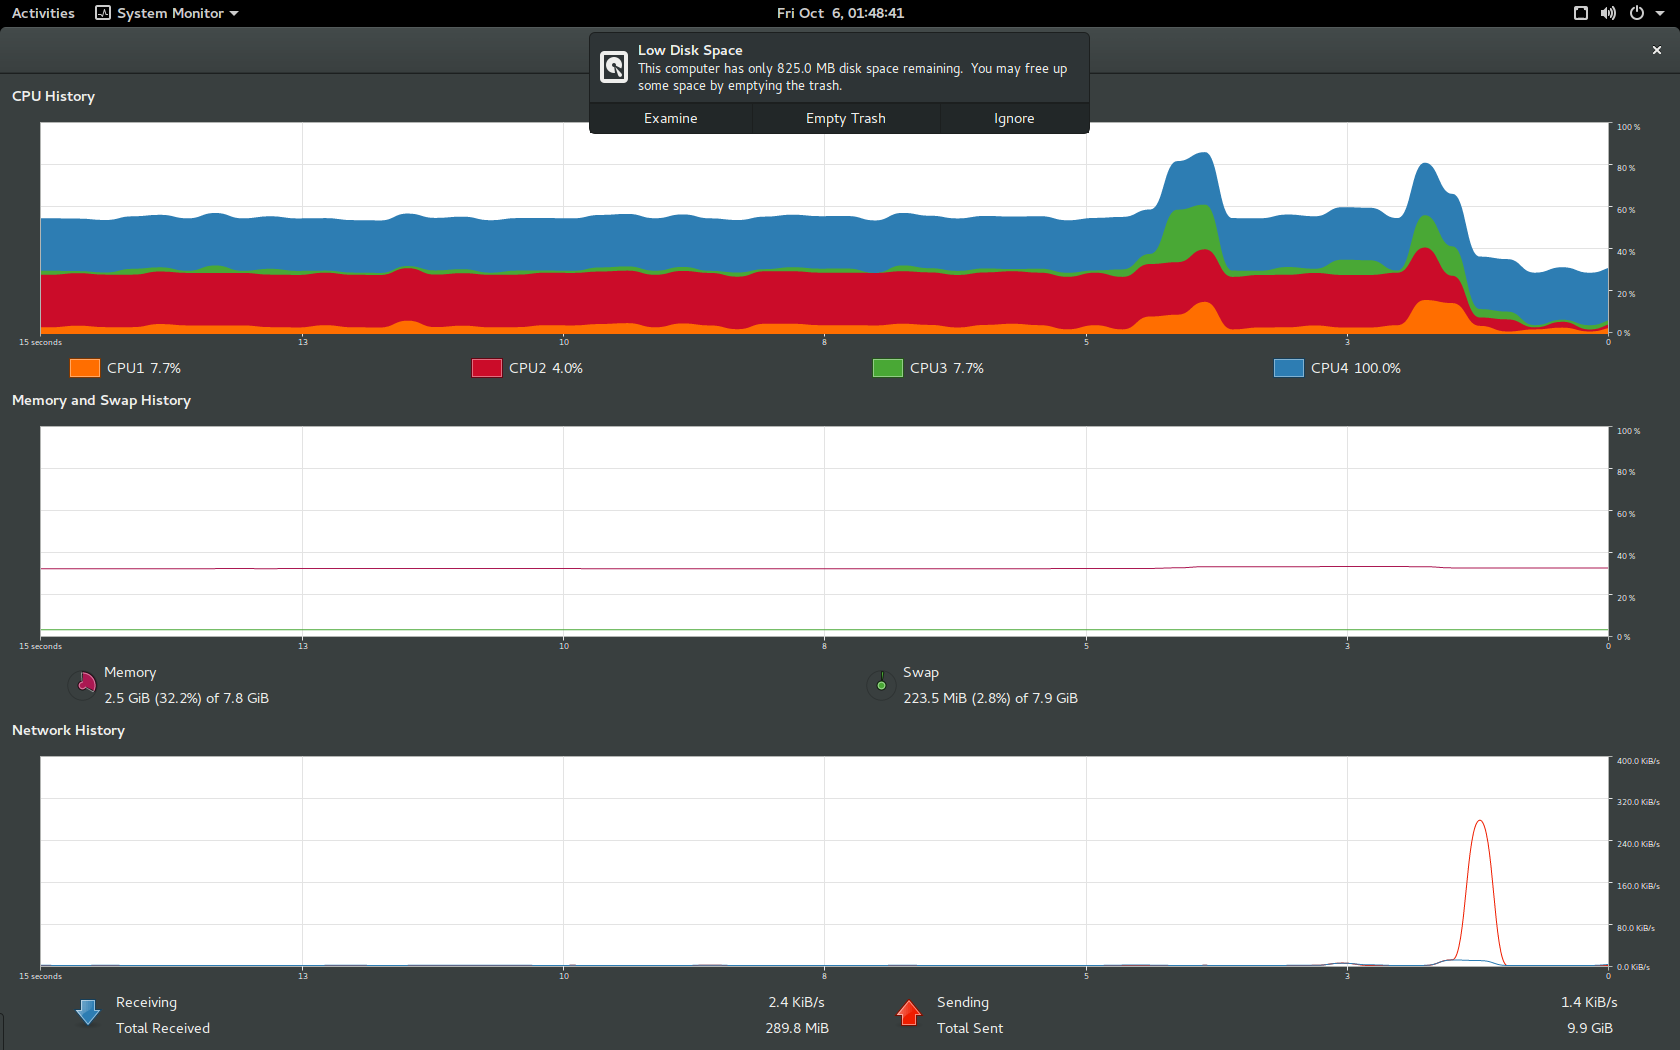 Activities System Monitor Fri Oct 6, 01:48:41
Low Disk Space
This computer has only 825.0 MB disk space remaining. You may free up
some space by emptying the trash.
Examine Empty Trash Ignore
CPU History
100 %
80 %
60 %
40 %
20 %
0 %
15 seconds 13 10 8 5 3 0
CPU1 7.7% CPU2 4.0% CPU3 7.7% CPU4 100.0%
Memory and Swap History
100 %
80 %
60 %
40 %
20 %
0 %
15 seconds 13 10 8 5 3 0
Memory Swap
2.5 GiB (32.2%) of 7.8 GiB 223.5 MiB (2.8%) of 7.9 GiB
Network History
400.0 KiB/s
320.0 KiB/s
240.0 KiB/s
160.0 KiB/s
80.0 KiB/s
0.0 KiB/s
15 seconds 13 10 8 5 3 0
Receiving 2.4 KiB/s Sending 1.4 KiB/s
Total Received 289.8 MiB Total Sent 9.9 GiB